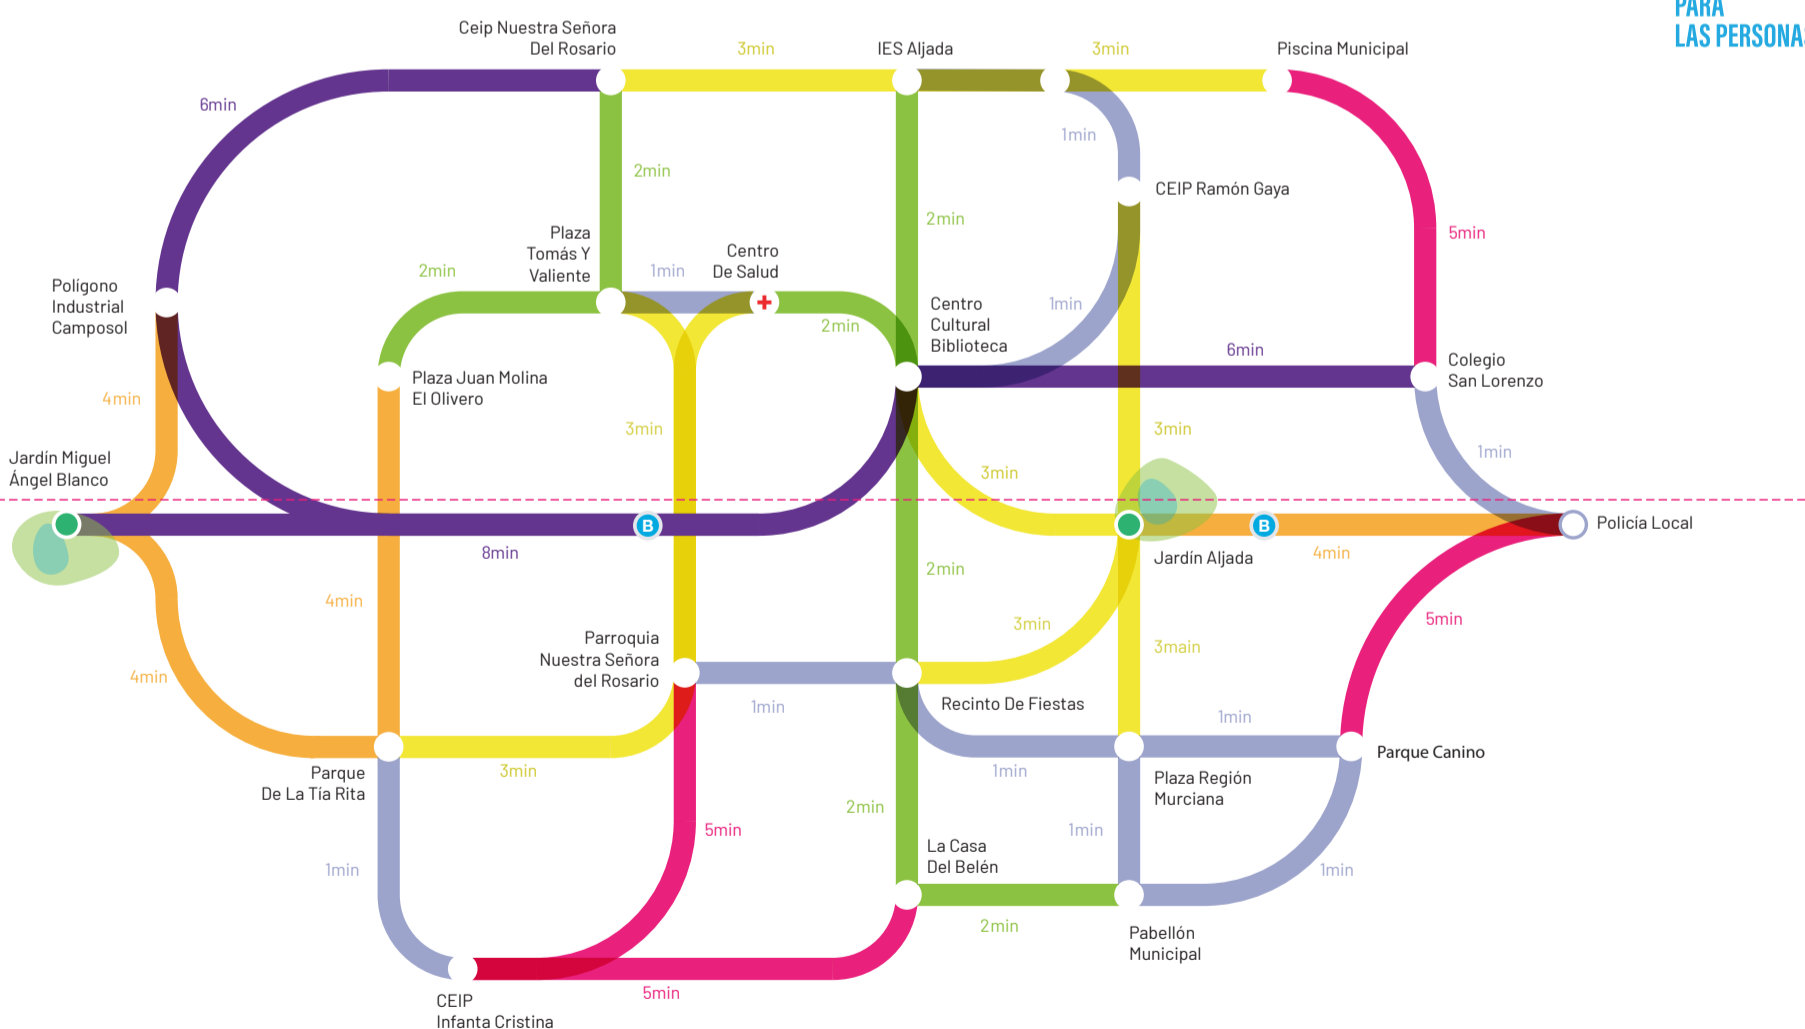 PARA
LAS PERSONA
Ceip Nuestra Señora
Del Rosario
3min
IES Aljada
3min
Piscina Municipal
6min
1min
2min
CEIP Ramón Gaya
2min
5min
Plaza
Tomás Y
Valiente
1min
Centro
De Salud
2min
Polígono
Industrial
Camposol
2min
Centro
Cultural
Biblioteca
1min
6min
Colegio
San Lorenzo
Plaza Juan Molina
El Olivero
4min
3min
3min
1min
Jardín Miguel
Ángel Blanco
3min
B
8min
B
Jardín Aljada
4min
Policía Local
4min
2min
3min
5min
Parroquia
Nuestra Señora
del Rosario
3main
4min
1min
Recinto De Fiestas
1min
Parque Canino
3min
1min
Parque
De La Tía Rita
Plaza Región
Murciana
2min
5min
1min
1min
1min
La Casa
Del Belén
2min
Pabellón
Municipal
5min
CEIP
Infanta Cristina